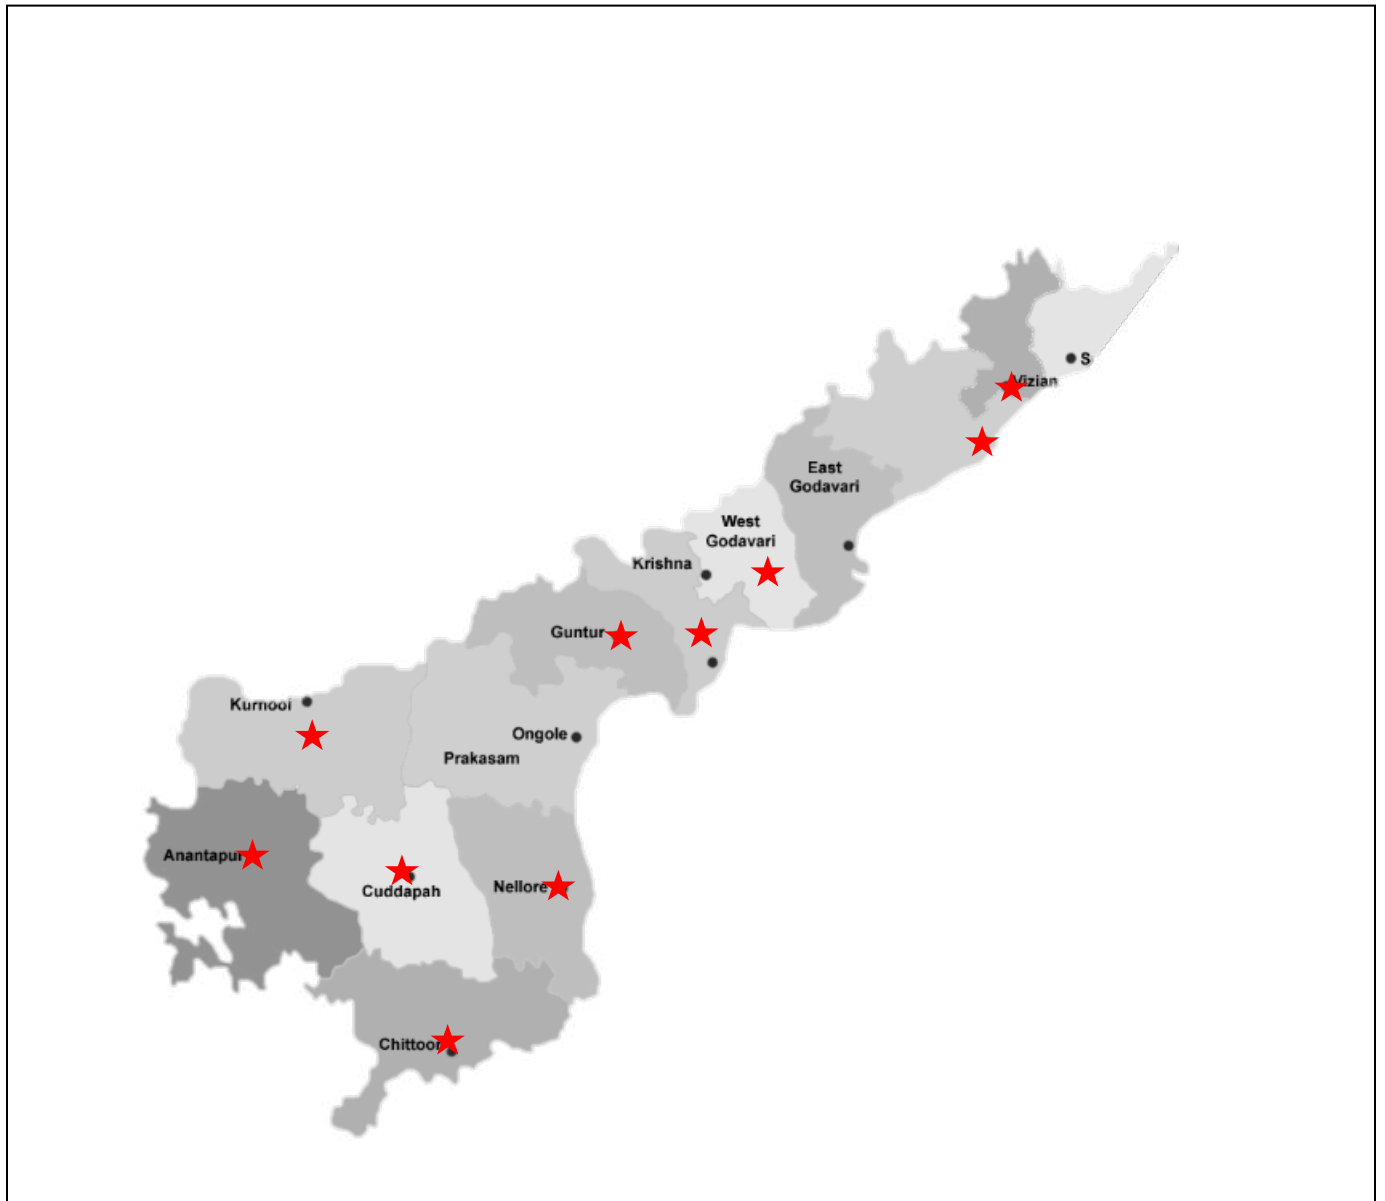 S
Vizian
East
Godavari
West
Godavari
Krishna
Guntur
Kurnool
Ongole
Prakasam
Anantapur
Cuddapah
Nellore
Chittoor